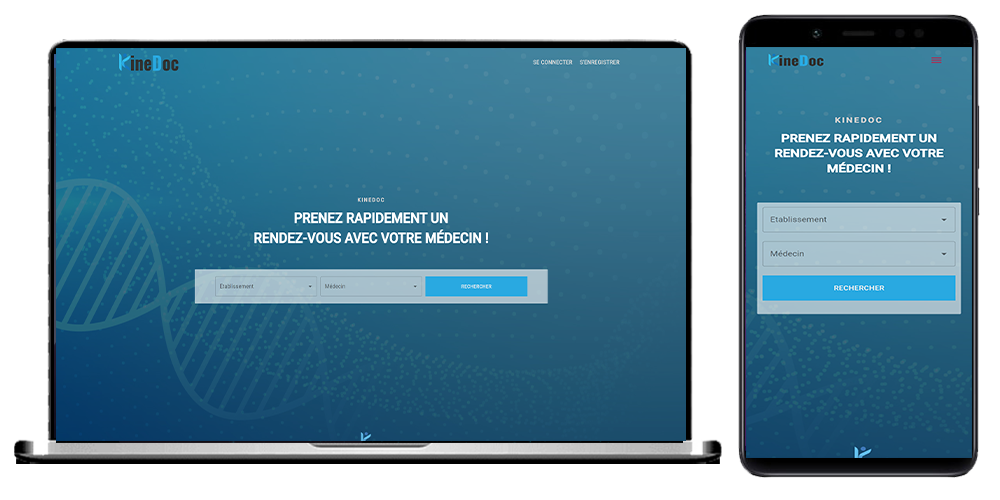 KineDoc
SE CONNECTER S'ENREGISTRER
KINEDOC
PRENEZ RAPIDEMENT UN
RENDEZ-VOUS AVEC VOTRE MÉDECIN !
Etablissement Médecin RECHERCHER
KineDoc
KINEDOC
PRENEZ RAPIDEMENT UN
RENDEZ-VOUS AVEC VOTRE
MÉDECIN !
Etablissement
Médecin
RECHERCHER